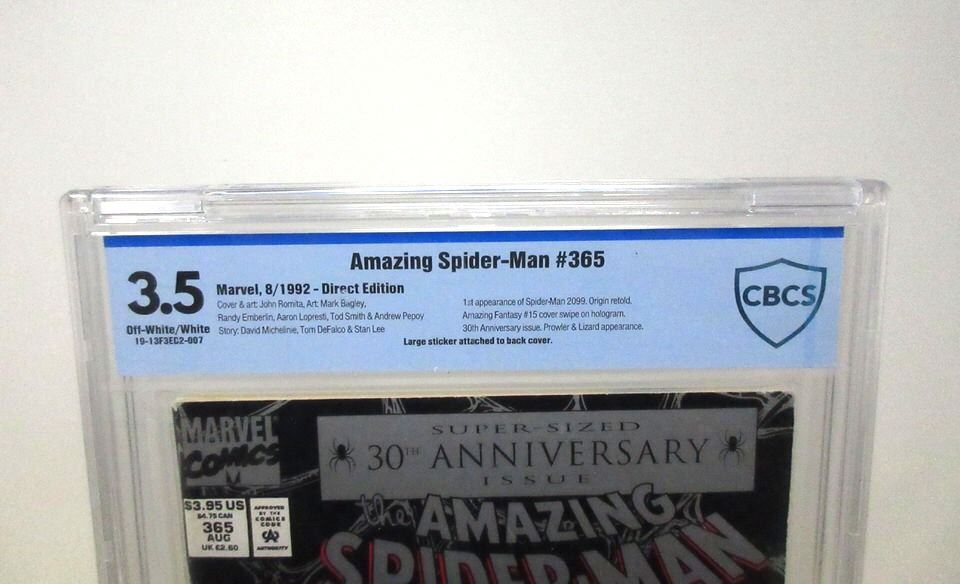 Amazing Spider-Man #365
3.5
Off-White/White
19-13F3EC2-007
Marvel, 8/1992 - Direct Edition
Cover & art: John Romita, Art: Mark Bagley,
Randy Emberlin, Aaron Lopresti, Tod Smith & Andrew Pepoy
Story: David Michelinie, Tom DeFalco & Stan Lee
1st appearance of Spider-Man 2099. Origin retold.
Amazing Fantasy #15 cover swipe on hologram.
30th Anniversary issue. Prowler & Lizard appearance.
Large sticker attached to back cover.
CBCS
MARVEL
COMICS
M
$3.95 US
$4.75 CAN
365
AUG
UK £2.60
APPROVED
BY THE
COMICS
CODE
CA
AUTHORITY
SUPER-SIZED
30TH ANNIVERSARY
ISSUE
the AMAZING
SPIDER-MAN